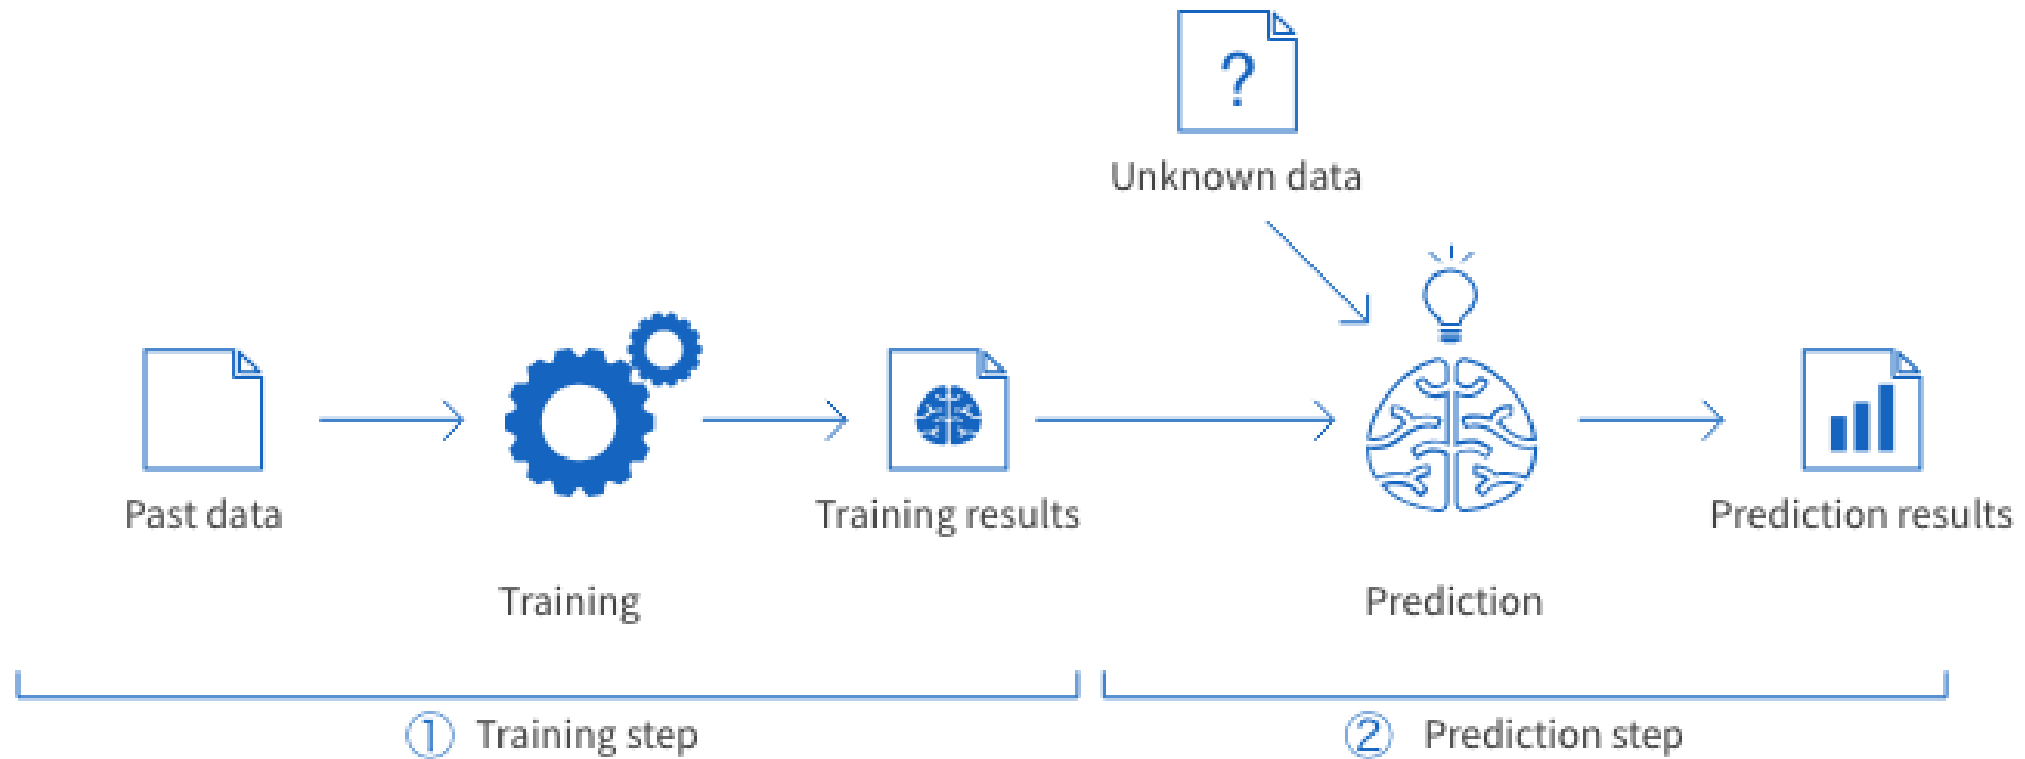 ?
Unknown data
Past data
Training results
Prediction results
Training
Prediction
① Training step
② Prediction step